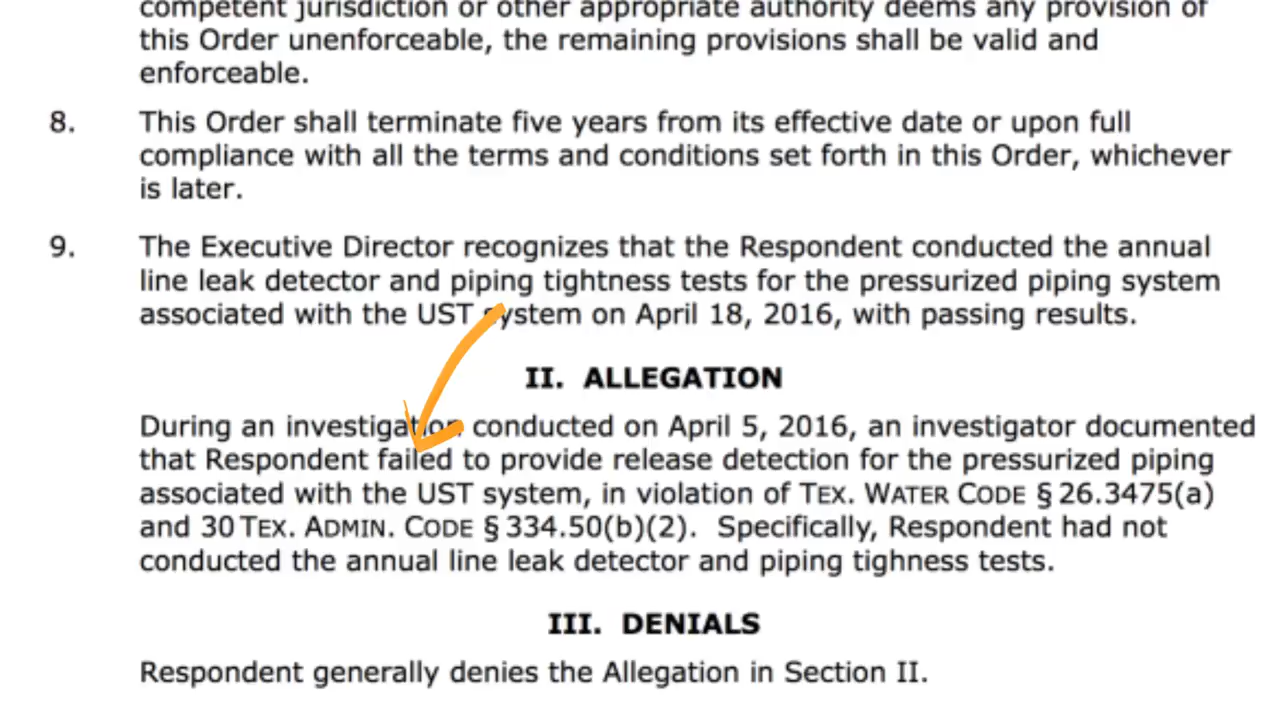 competent jurisdiction or other appropriate authority deems any provision of
this Order unenforceable, the remaining provisions shall be valid and
enforceable.
8. This Order shall terminate five years from its effective date or upon full
compliance with all the terms and conditions set forth in this Order, whichever
is later.
9. The Executive Director recognizes that the Respondent conducted the annual
line leak detector and piping tightness tests for the pressurized piping system
associated with the UST system on April 18, 2016, with passing results.
II. ALLEGATION
During an investigation conducted on April 5, 2016, an investigator documented
that Respondent failed to provide release detection for the pressurized piping
associated with the UST system, in violation of TEX. WATER CODE § 26.3475(a)
and 30 TEX. ADMIN. CODE § 334.50(b)(2). Specifically, Respondent had not
conducted the annual line leak detector and piping tighness tests.
III. DENIALS
Respondent generally denies the Allegation in Section II.